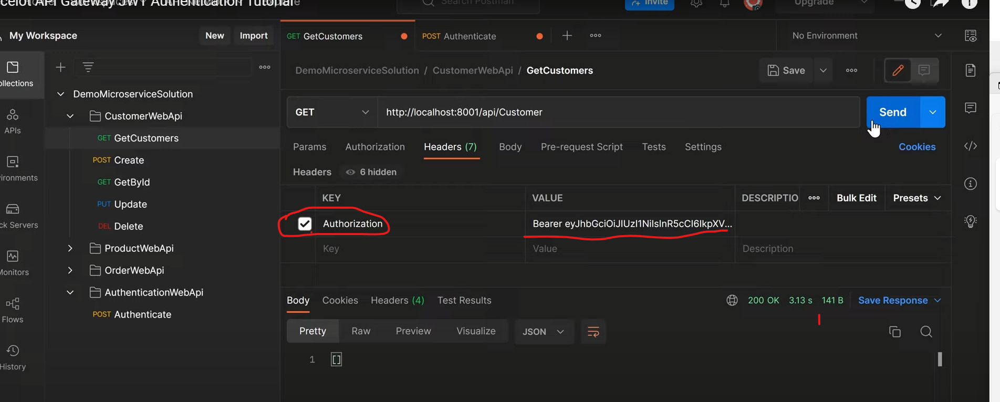 celot API Gateway JWT Authentication Tutorial
Search Postman
Invite
Upgrade
My Workspace
New
Import
GET GetCustomers
POST Authenticate
No Environment
ollections
APIs
ironments
ck Servers
Monitors
Flows
History
DemoMicroserviceSolution
CustomerWebApi
GET GetCustomers
POST Create
GET GetById
PUT Update
DEL Delete
ProductWebApi
OrderWebApi
AuthenticationWebApi
POST Authenticate
DemoMicroserviceSolution / CustomerWebApi / GetCustomers
Save
GET
http://localhost:8001/api/Customer
Send
Params
Authorization
Headers (7)
Body
Pre-request Script
Tests
Settings
Cookies
Headers
6 hidden
KEY
VALUE
DESCRIPTIO
Bulk Edit
Presets
Authorization
Bearer eyJhbGciOiJIUzI1NiIsInR5cCI6IkpXV...
Key
Value
Description
Body
Cookies
Headers (4)
Test Results
200 OK
3.13 s
141 B
Save Response
Pretty
Raw
Preview
Visualize
JSON
1
[]